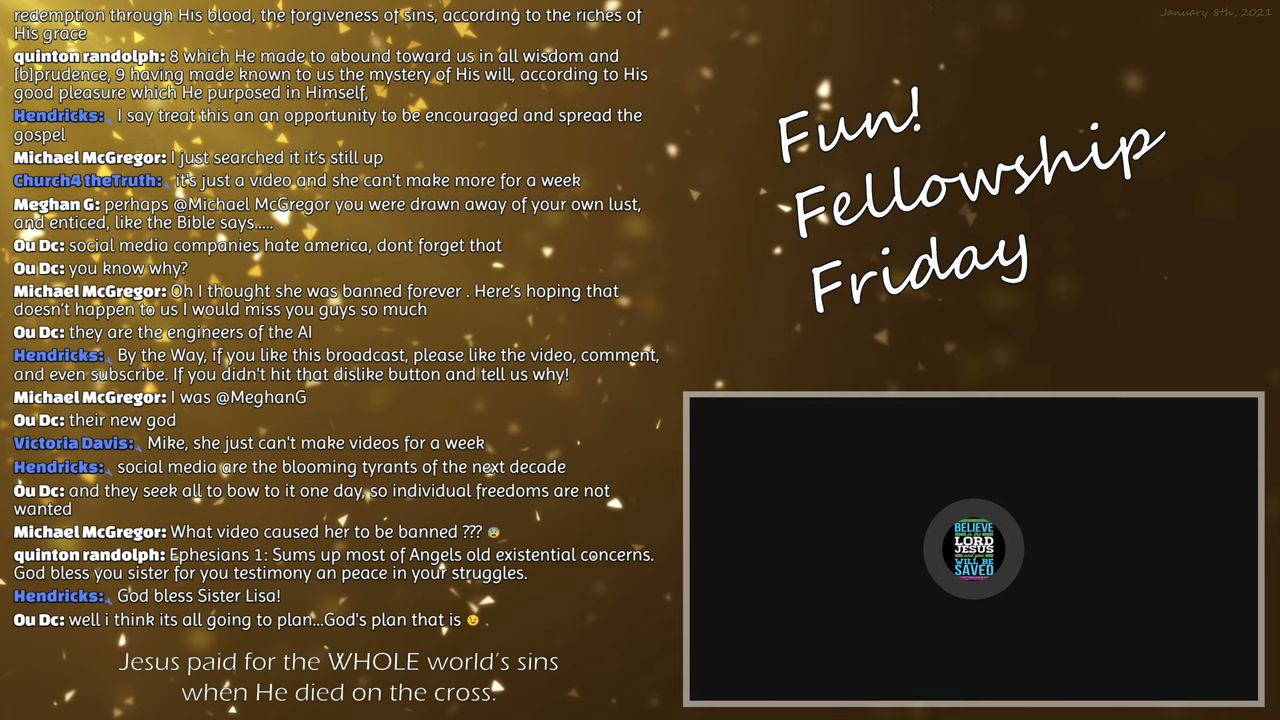 redemption through His blood, the forgiveness of sins, according to the riches of
His grace
quinton randolph: 8 which He made to abound toward us in all wisdom and
[b]prudence, 9 having made known to us the mystery of His will, according to His
good pleasure which He purposed in Himself,
Hendricks: I say treat this an an opportunity to be encouraged and spread the
gospel
Michael McGregor: I just searched it it's still up
Church4 theTruth: it's just a video and she can't make more for a week
Meghan G: perhaps @Michael McGregor you were drawn away of your own lust,
and enticed, like the Bible says.....
Ou Dc: social media companies hate america, dont forget that
Ou Dc: you know why?
Michael McGregor: Oh I thought she was banned forever . Here's hoping that
doesn't happen to us I would miss you guys so much
Ou Dc: they are the engineers of the AI
Hendricks: By the Way, if you like this broadcast, please like the video, comment,
and even subscribe. If you didn't hit that dislike button and tell us why!
Michael McGregor: I was @MeghanG
Ou Dc: their new god
Victoria Davis: Mike, she just can't make videos for a week
Hendricks: social media are the blooming tyrants of the next decade
Ou Dc: and they seek all to bow to it one day, so individual freedoms are not
wanted
Michael McGregor: What video caused her to be banned ??? 😰
quinton randolph: Ephesians 1: Sums up most of Angels old existential concerns.
God bless you sister for you testimony an peace in your struggles.
Hendricks: God bless Sister Lisa!
Ou Dc: well i think its all going to plan...God's plan that is 😉
Jesus paid for the WHOLE world's sins
when He died on the cross.
January 8th, 2021
Fun!
Fellowship
Friday
BELIEVE
LORD
JESUS
WILL BE
SAVED